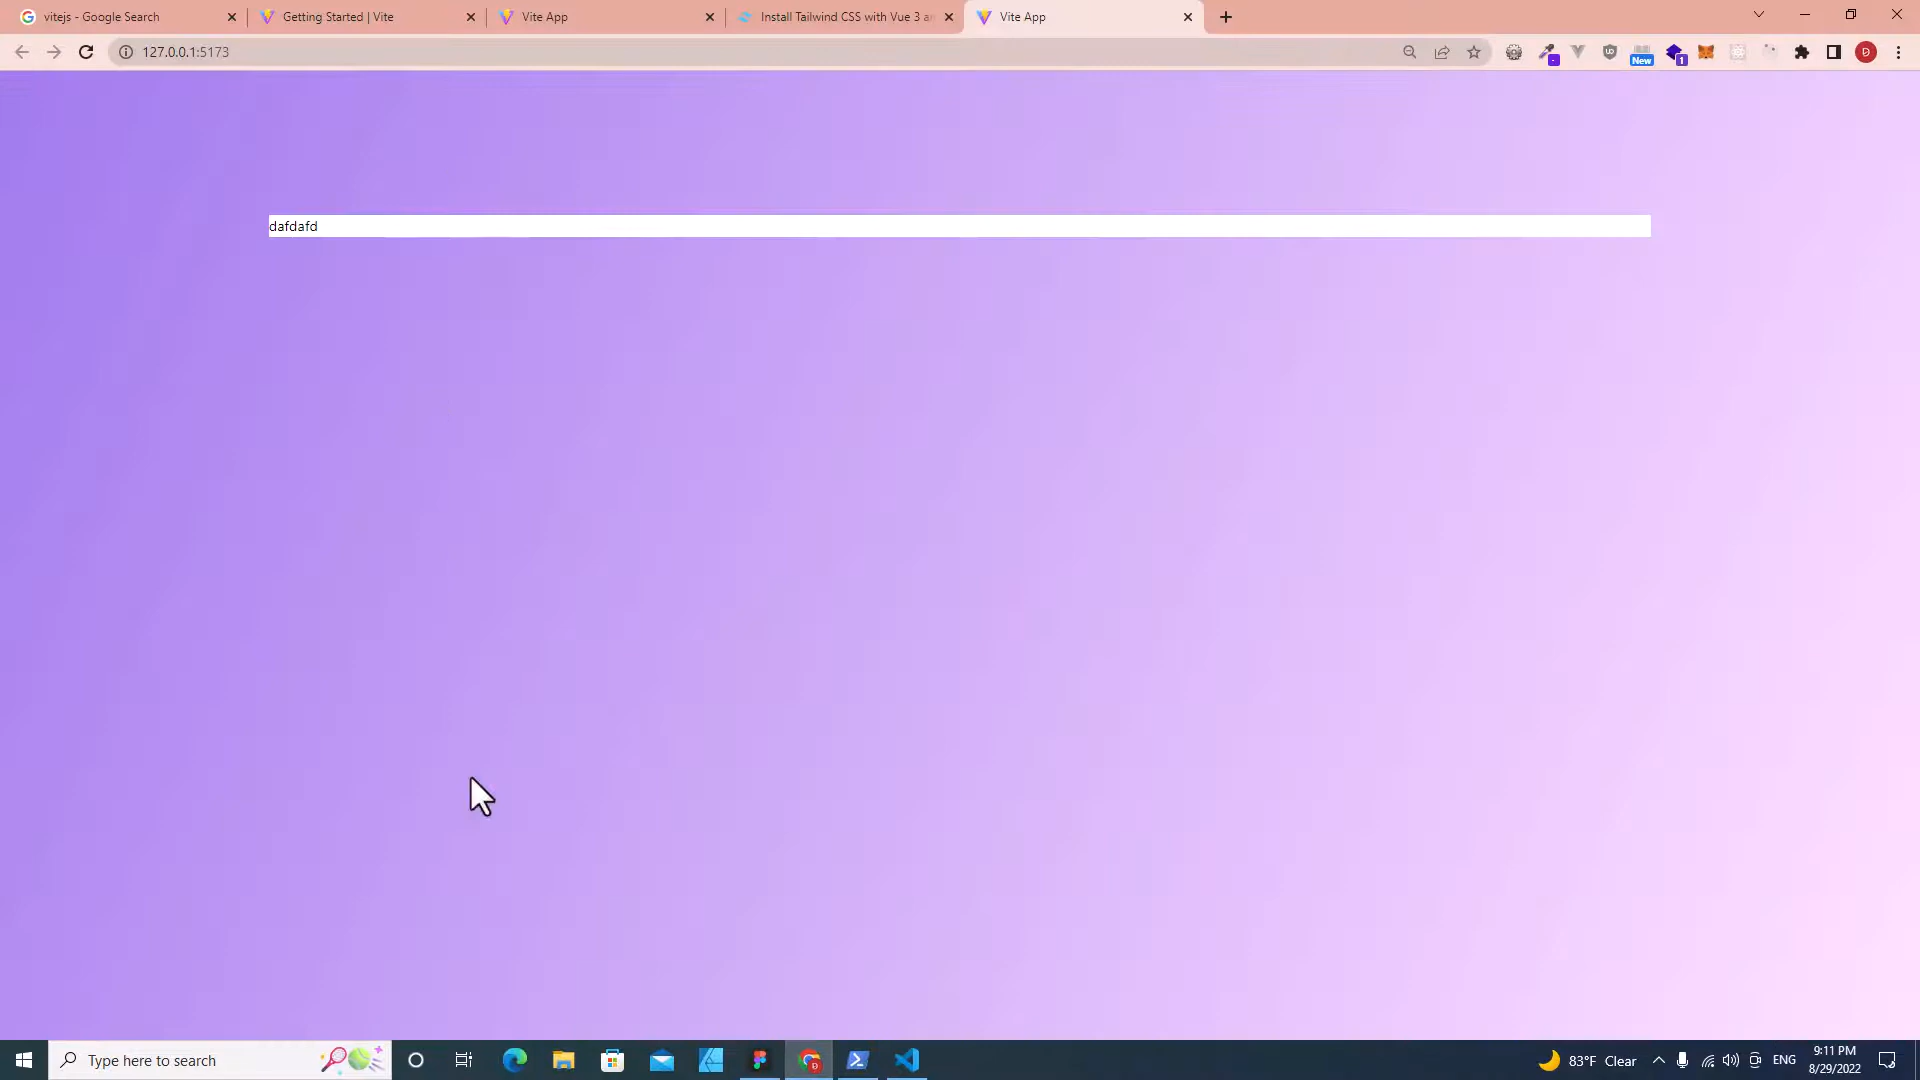 vitejs - Google Search
Getting Started | Vite
Vite App
Install Tailwind CSS with Vue 3 a
Vite App
127.0.0.1:5173
New
1
D
dafdafd
Type here to search
83°F Clear
ENG
9:11 PM
8/29/2022